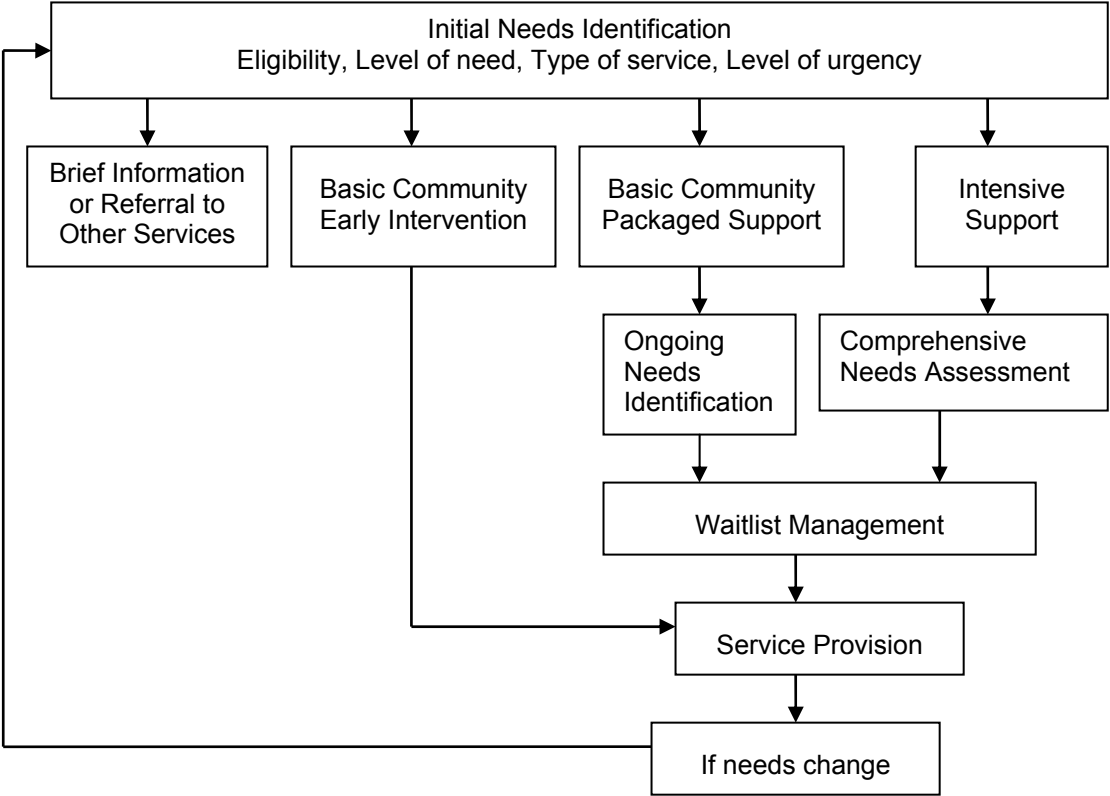 Initial Needs Identification
Eligibility, Level of need, Type of service, Level of urgency
Brief Information
or Referral to
Other Services
Basic Community
Early Intervention
Basic Community
Packaged Support
Intensive
Support
Ongoing
Needs
Identification
Comprehensive
Needs Assessment
Waitlist Management
Service Provision
If needs change